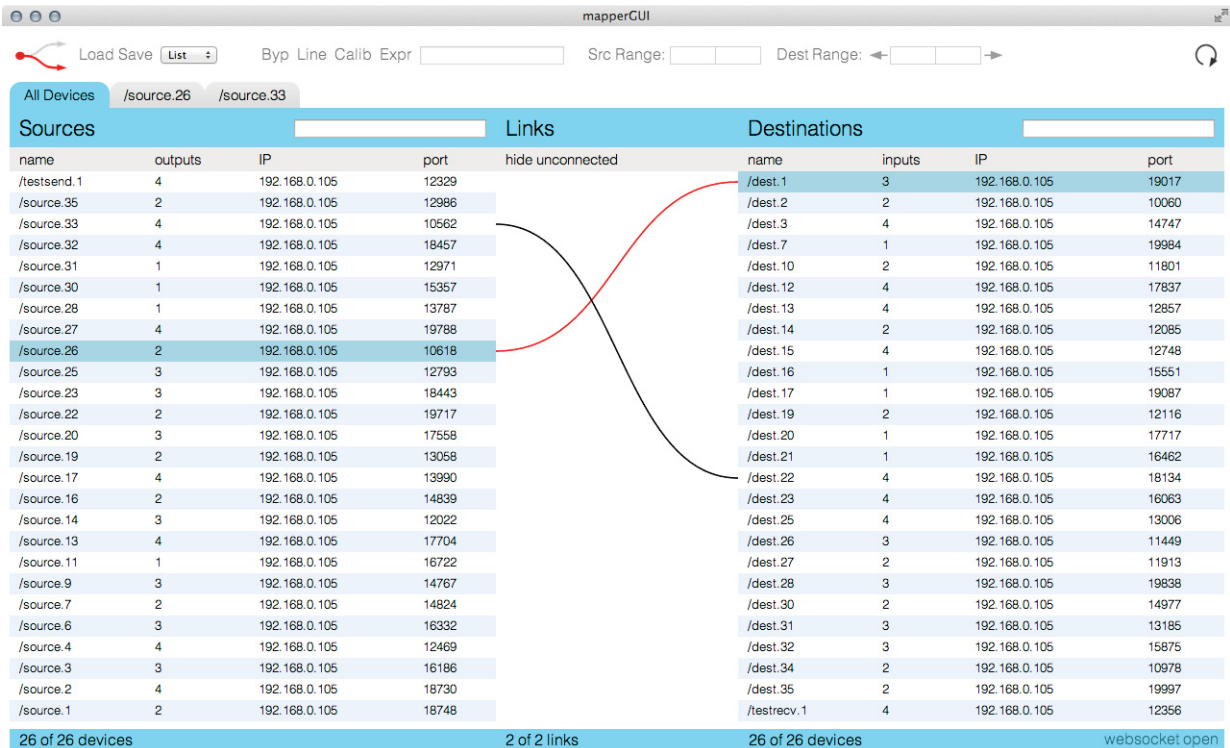 mapperGUI
Load Save List Byp Line Calib Expr Src Range: Dest Range:
All Devices /source.26 /source.33
Sources Links Destinations
name outputs IP port hide unconnected name inputs IP port
/testsend.1 4 192.168.0.105 12329 /dest.1 3 192.168.0.105 19017
/source.35 2 192.168.0.105 12986 /dest.2 2 192.168.0.105 10060
/source.33 4 192.168.0.105 10562 /dest.3 4 192.168.0.105 14747
/source.32 4 192.168.0.105 18457 /dest.7 1 192.168.0.105 19984
/source.31 1 192.168.0.105 12971 /dest.10 2 192.168.0.105 11801
/source.30 1 192.168.0.105 15357 /dest.12 4 192.168.0.105 17837
/source.28 1 192.168.0.105 13787 /dest.13 4 192.168.0.105 12857
/source.27 4 192.168.0.105 19788 /dest.14 2 192.168.0.105 12085
/source.26 2 192.168.0.105 10618 /dest.15 4 192.168.0.105 12748
/source.25 3 192.168.0.105 12793 /dest.16 1 192.168.0.105 15551
/source.23 3 192.168.0.105 18443 /dest.17 1 192.168.0.105 19087
/source.22 2 192.168.0.105 19717 /dest.19 2 192.168.0.105 12116
/source.20 3 192.168.0.105 17558 /dest.20 1 192.168.0.105 17717
/source.19 2 192.168.0.105 13058 /dest.21 1 192.168.0.105 16462
/source.17 4 192.168.0.105 13990 /dest.22 4 192.168.0.105 18134
/source.16 2 192.168.0.105 14839 /dest.23 4 192.168.0.105 16063
/source.14 3 192.168.0.105 12022 /dest.25 4 192.168.0.105 13006
/source.13 4 192.168.0.105 17704 /dest.26 3 192.168.0.105 11449
/source.11 1 192.168.0.105 16722 /dest.27 2 192.168.0.105 11913
/source.9 3 192.168.0.105 14767 /dest.28 3 192.168.0.105 19838
/source.7 2 192.168.0.105 14824 /dest.30 2 192.168.0.105 14977
/source.6 3 192.168.0.105 16332 /dest.31 3 192.168.0.105 13185
/source.4 4 192.168.0.105 12469 /dest.32 3 192.168.0.105 15875
/source.3 3 192.168.0.105 16186 /dest.34 2 192.168.0.105 10978
/source.2 4 192.168.0.105 18730 /dest.35 2 192.168.0.105 19997
/source.1 2 192.168.0.105 18748 /testrecv.1 4 192.168.0.105 12356
26 of 26 devices 2 of 2 links 26 of 26 devices websocket open